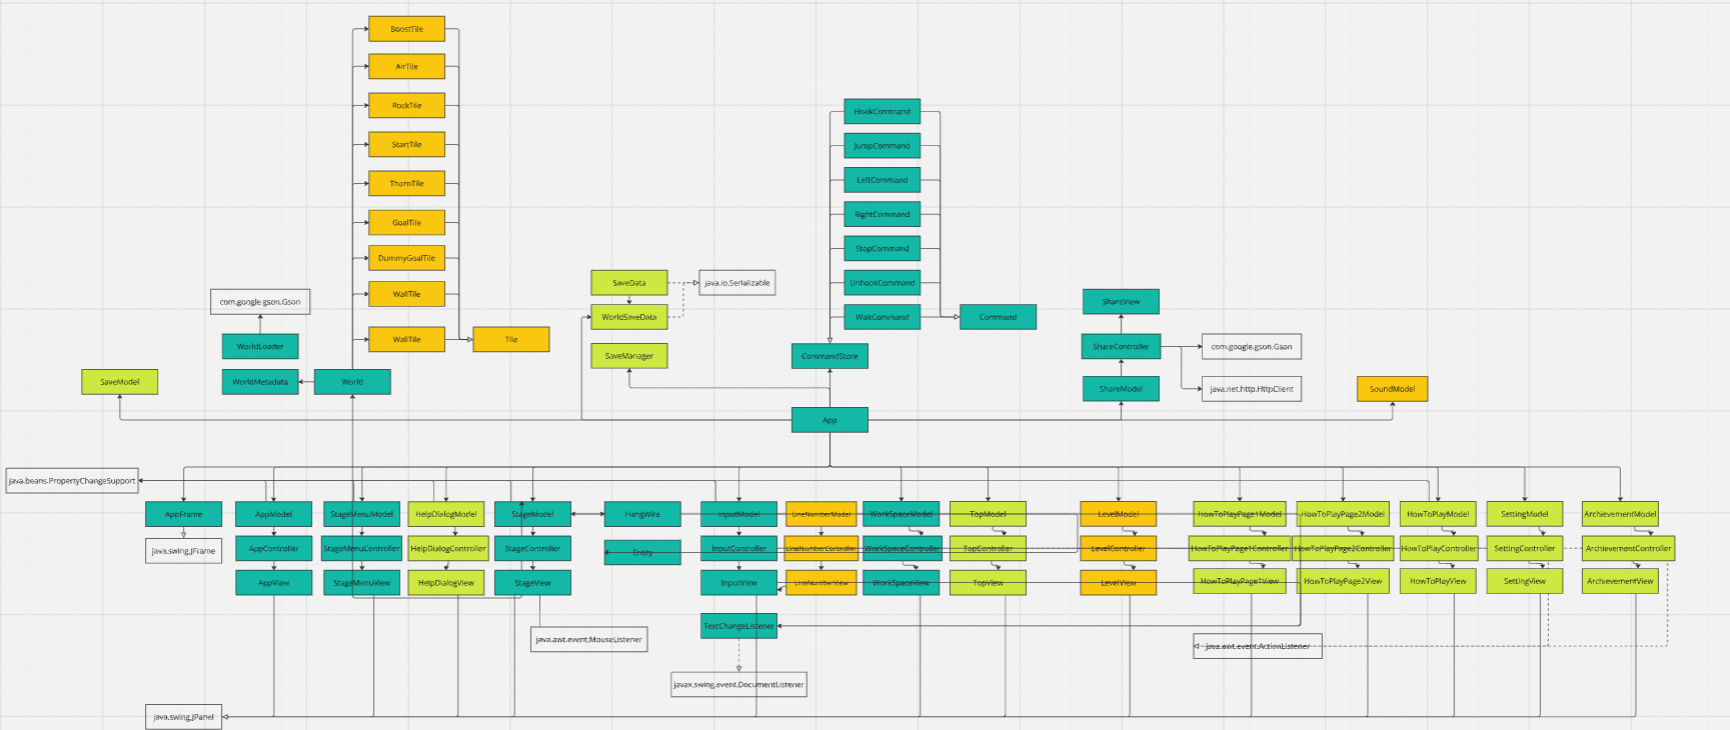 BoostTile
AirTile
RockTile
HookCommand
StartTile
JumpCommand
ThornTile
LeftCommand
RightCommand
GoalTile
StopCommand
DummyGoalTile
SaveData
java.io.Serializable
UnhookCommand
WallTile
com.google.gson.Gson
ShareView
WorldSaveData
WaitCommand
Command
WallTile
Tile
WorldLoader
ShareController
com.google.gson.Gson
SaveManager
CommandStore
SaveModel
WorldMetadata
World
ShareModel
java.net.http.HttpClient
SoundModel
App
java.beans.PropertyChangeSupport
AppFrame
AppModel
StageMenuModel
HelpDialogModel
StageModel
HangWire
InputModel
LineNumberModel
WorkSpaceModel
TopModel
LevelModel
HowToPlayPage1Model
HowToPlayPage2Model
HowToPlayModel
SettingModel
ArchievementModel
java.swing.JFrame
AppController
StageMenuController
HelpDialogController
StageController
Entity
InputController
LineNumberController
WorkSpaceController
TopController
LevelController
HowToPlayPage1Controller
HowToPlayPage2Controller
HowToPlayController
SettingController
ArchievementController
AppView
StageMenuView
HelpDialogView
StageView
InputView
LineNumberView
WorkSpaceView
TopView
LevelView
HowToPlayPage1View
HowToPlayPage2View
HowToPlayView
SettingView
ArchievementView
TextChangeListener
java.awt.event.MouseListener
java.awt.event.ActionListener
javax.swing.event.DocumentListener
java.swing.JPanel